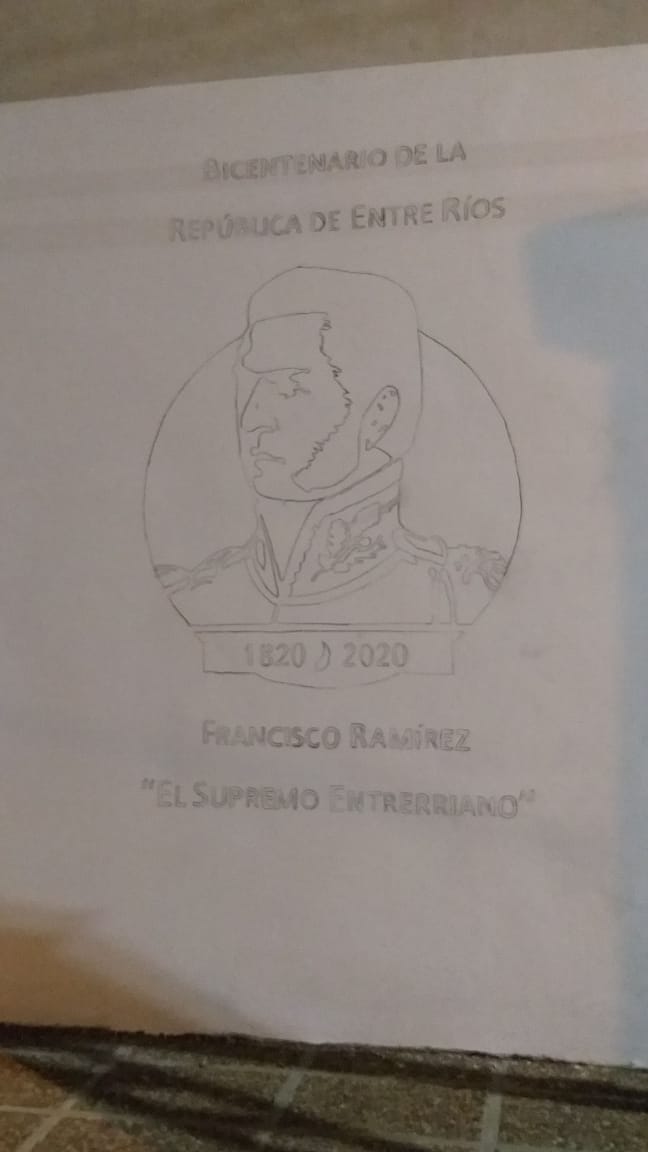 BICENTENARIO DE LA
REPÚBLICA DE ENTRE RÍOS
1820 2020
FRANCISCO RAMÍREZ
"EL SUPREMO ENTRERRIANO"